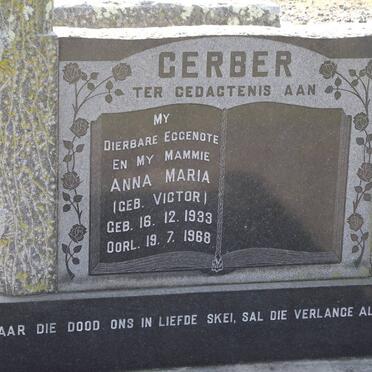 GERBER
TER GEDAGTENIS AAN
MY
DIERBARE EGGENOTE
EN MY MAMMIE
ANNA MARIA
(GEB. VICTOR)
GEB. 16. 12. 1933
OORL. 19. 7. 1968
AAR DIE DOOD ONS IN LIEFDE SKEI, SAL DIE VERLANGE AL